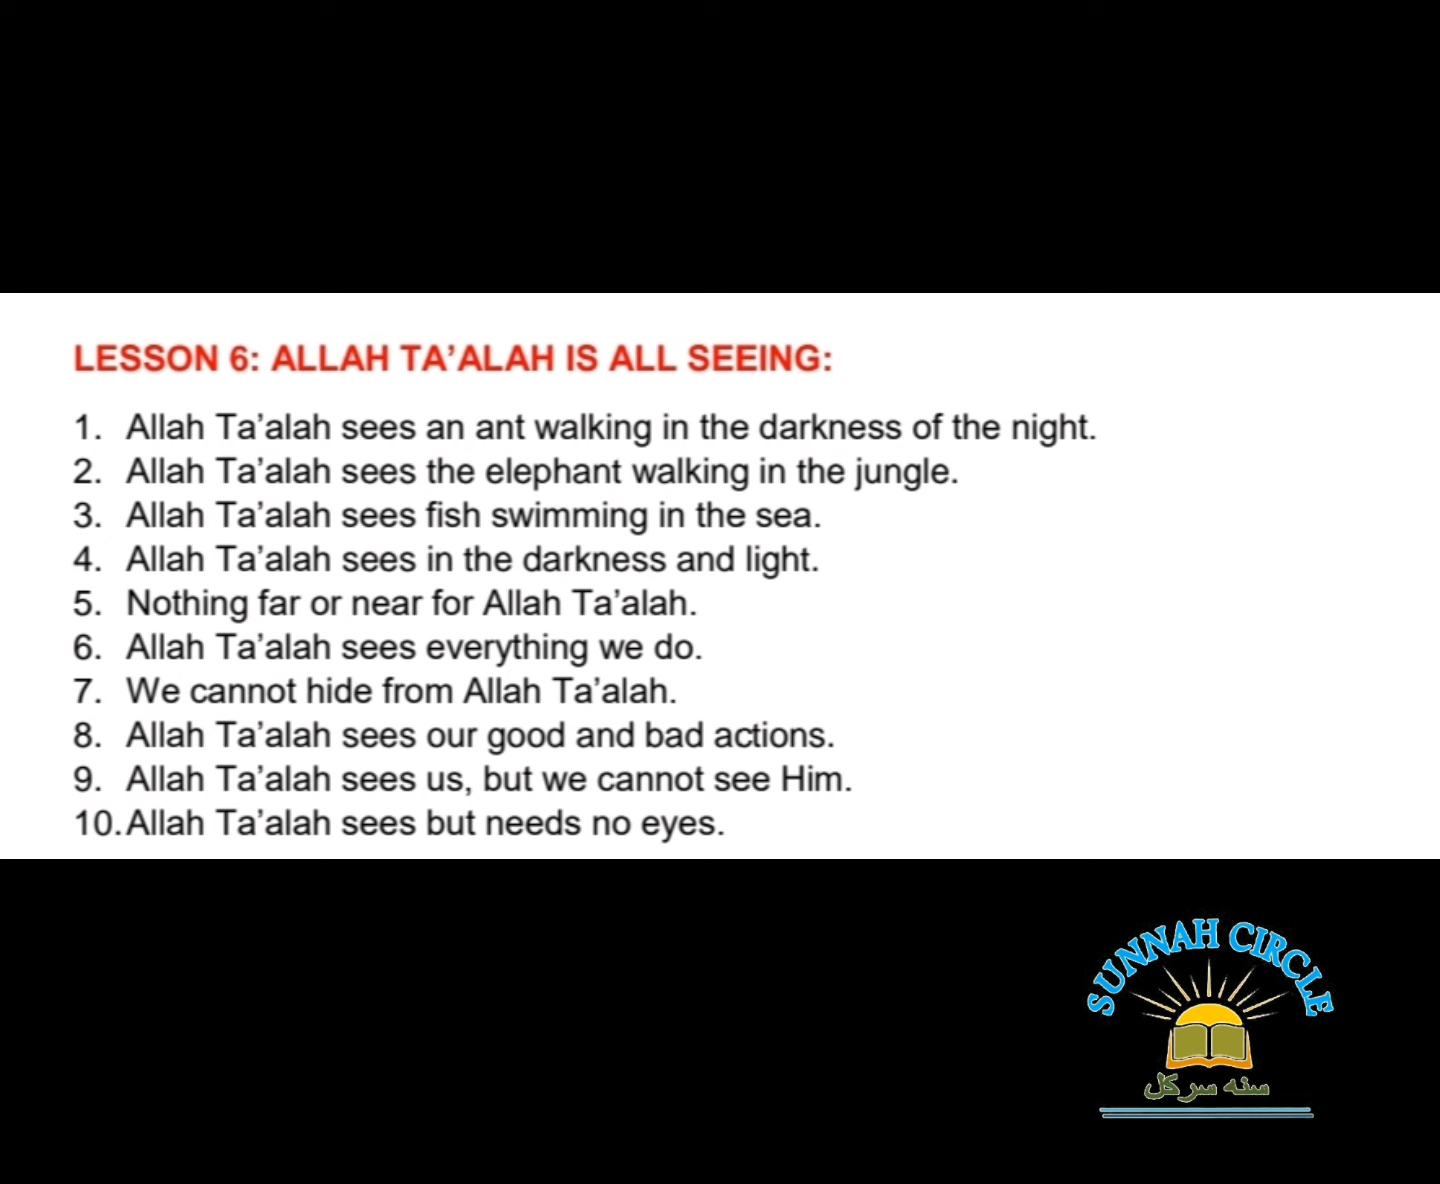 LESSON 6: ALLAH TA’ALAH IS ALL SEEING:
1. Allah Ta’alah sees an ant walking in the darkness of the night.
2. Allah Ta’alah sees the elephant walking in the jungle.
3. Allah Ta’alah sees fish swimming in the sea.
4. Allah Ta’alah sees in the darkness and light.
5. Nothing far or near for Allah Ta’alah.
6. Allah Ta’alah sees everything we do.
7. We cannot hide from Allah Ta’alah.
8. Allah Ta’alah sees our good and bad actions.
9. Allah Ta’alah sees us, but we cannot see Him.
10. Allah Ta’alah sees but needs no eyes.
SUNNAH CIRCLE
سنه سركل